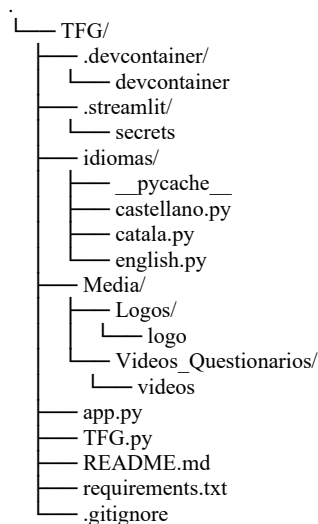 .
└── TFG/
    ├── .devcontainer/
    │   └── devcontainer
    ├── .streamlit/
    │   └── secrets
    ├── idiomas/
    │   ├── __pycache__
    │   ├── castellano.py
    │   ├── catala.py
    │   └── english.py
    ├── Media/
    │   ├── Logos/
    │   │   └── logo
    │   └── Videos_Questionarios/
    │       └── videos
    ├── app.py
    ├── TFG.py
    ├── README.md
    ├── requirements.txt
    └── .gitignore